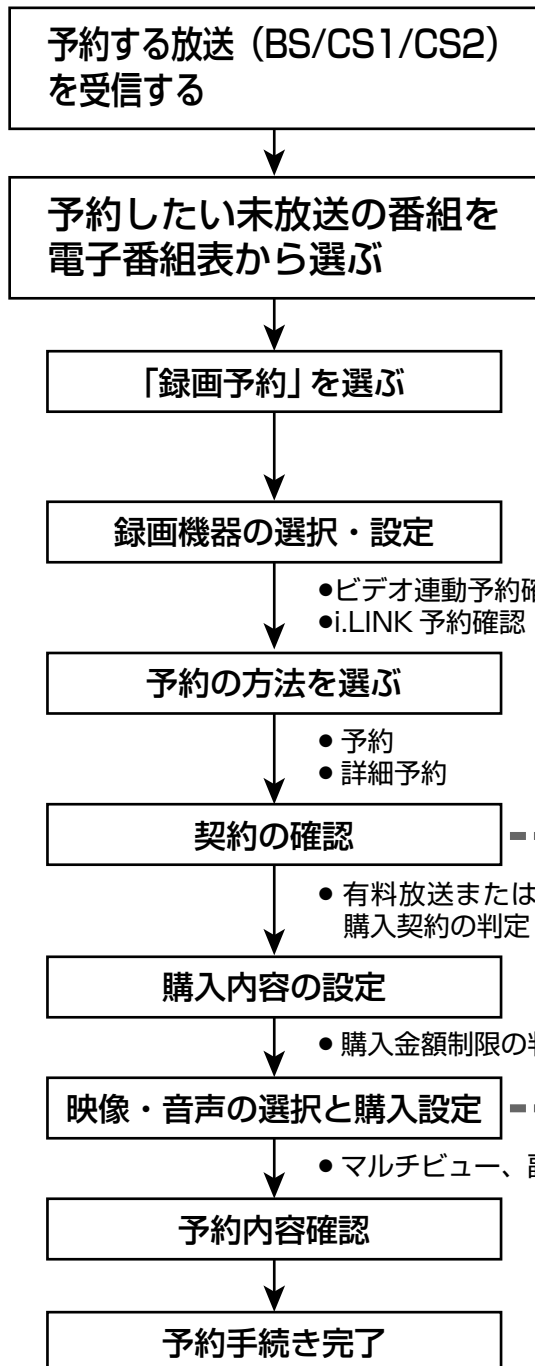 予約する放送（BS/CS1/CS2）
を受信する
予約したい未放送の番組を
電子番組表から選ぶ
「録画予約」を選ぶ
録画機器の選択・設定
●ビデオ連動予約確
●i.LINK 予約確認
予約の方法を選ぶ
● 予約
● 詳細予約
契約の確認
● 有料放送または
購入契約の判定
購入内容の設定
● 購入金額制限の
映像・音声の選択と購入設定
● マルチビュー、
予約内容確認
予約手続き完了